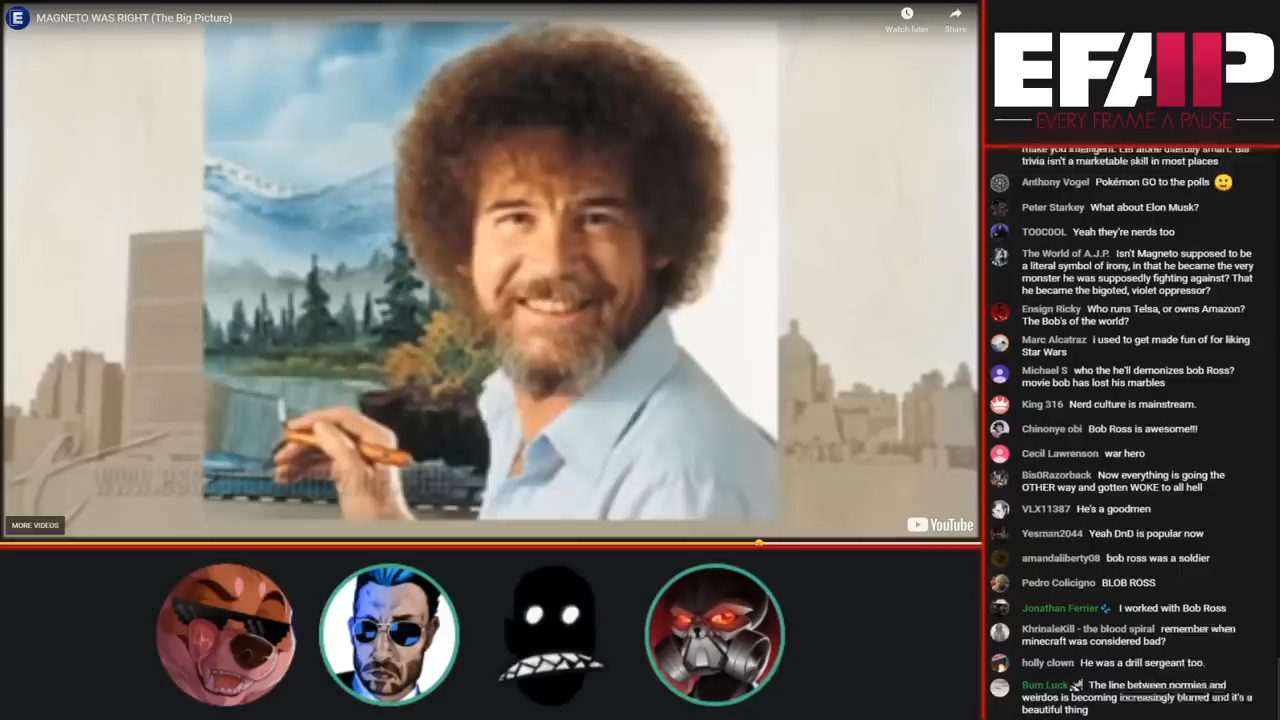 E
MAGNETO WAS RIGHT (The Big Picture)
Watch later
Share
MORE VIDEOS
YouTube
EFAP
EVERY FRAME A PAUSE
make you intelligent. Let alone usefully smart. Bar
trivia isn't a marketable skill in most places
Anthony Vogel Pokémon GO to the polls
Peter Starkey What about Elon Musk?
TO0C0OL Yeah they're nerds too
The World of A.J.P. Isn't Magneto supposed to be
a literal symbol of irony, in that he became the very
monster he was supposedly fighting against? That
he became the bigoted, violet oppressor?
Ensign Ricky Who runs Telsa, or owns Amazon?
The Bob's of the world?
Marc Alcatraz i used to get made fun of for liking
Star Wars
Michael S who the he'll demonizes bob Ross?
movie bob has lost his marbles
King 316 Nerd culture is mainstream.
Chinonye obi Bob Ross is awesome!!!
Cecil Lawrenson war hero
Bis0Razorback Now everything is going the
OTHER way and gotten WOKE to all hell
VLX11387 He's a goodmen
Yesman2044 Yeah DnD is popular now
amandaliberty08 bob ross was a soldier
Pedro Colicigno BLOB ROSS
Jonathan Ferrier I worked with Bob Ross
KhrinaleKill - the blood spiral remember when
minecraft was considered bad?
holly clown He was a drill sergeant too.
Bum Luck The line between normies and
weirdos is becoming increasingly blurred and it's a
beautiful thing